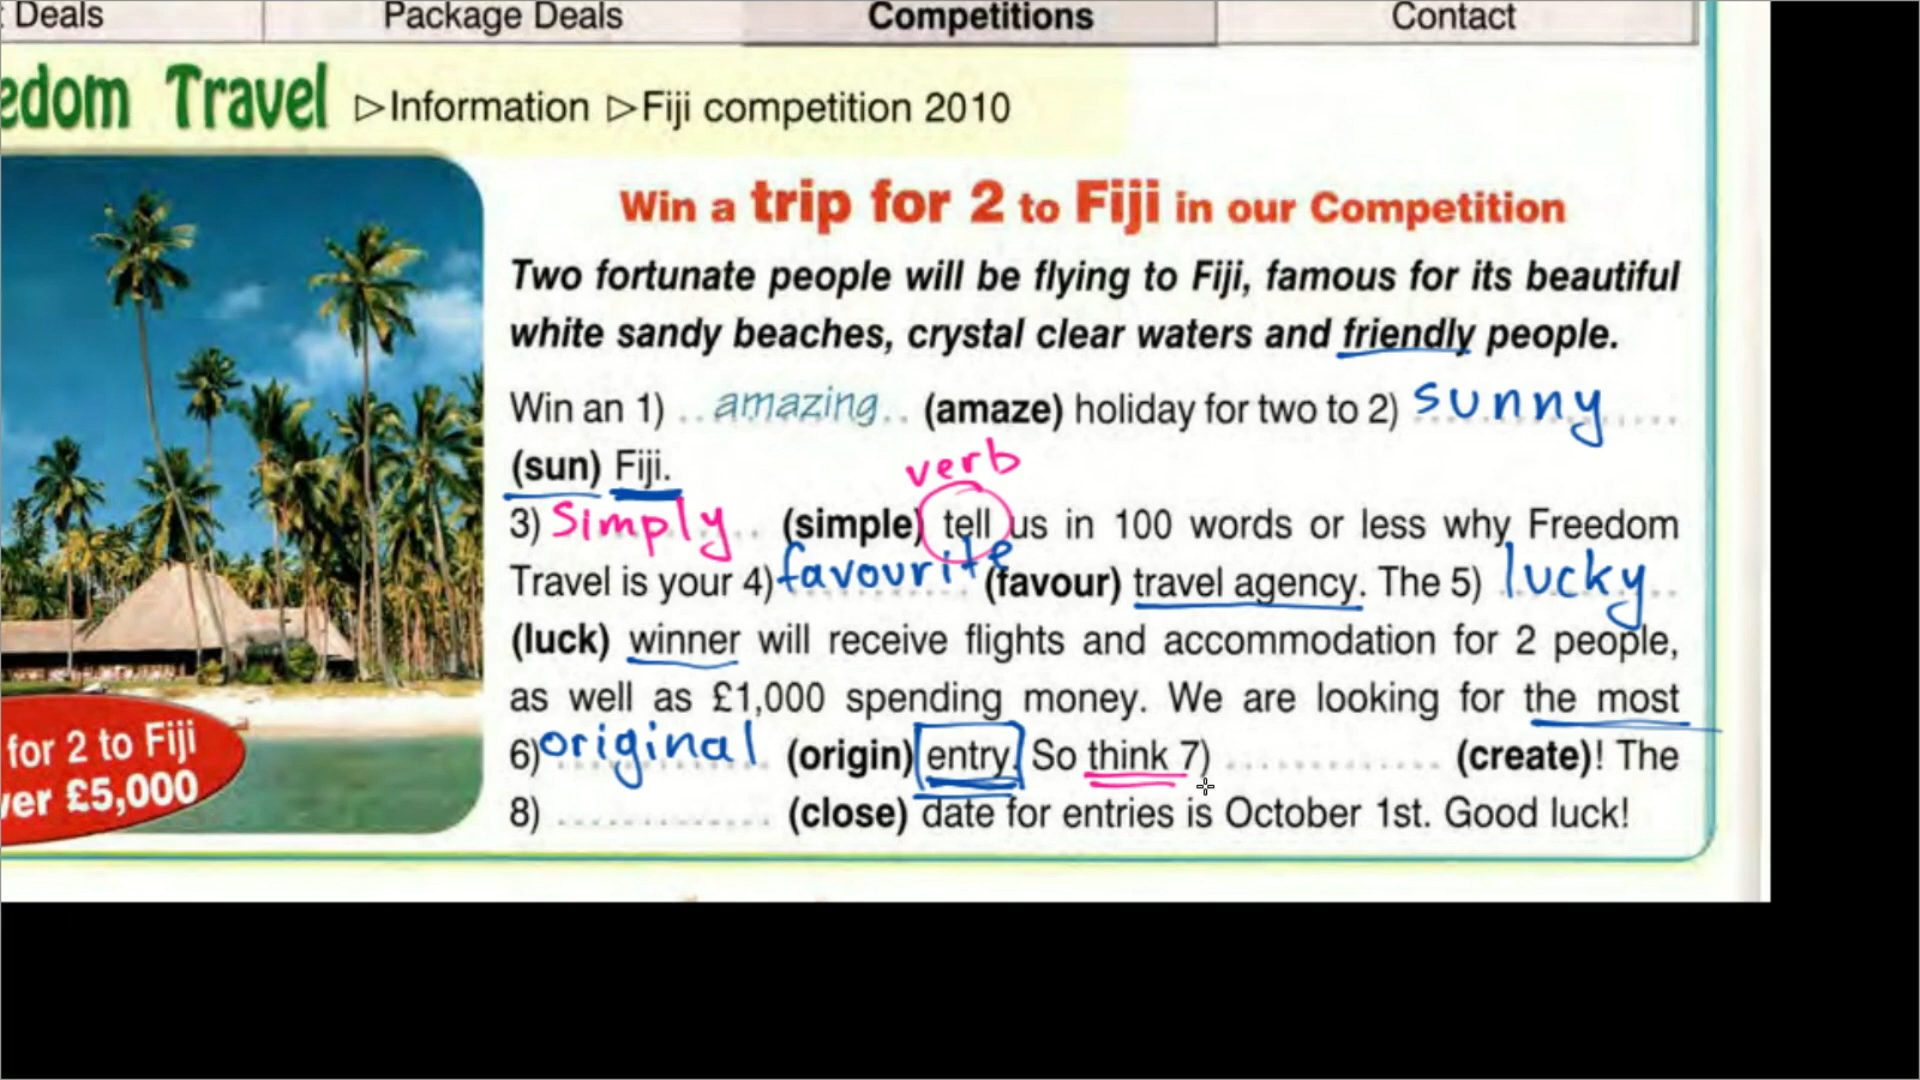 Deals Package Deals Competitions Contact
edom Travel ▷Information ▷Fiji competition 2010
Win a trip for 2 to Fiji in our Competition
Two fortunate people will be flying to Fiji, famous for its beautiful
white sandy beaches, crystal clear waters and friendly people.
Win an 1) ..amazing.. (amaze) holiday for two to 2) sunny
(sun) Fiji.
verb
3) Simply (simple) tell us in 100 words or less why Freedom
Travel is your 4) favourite (favour) travel agency. The 5) lucky
(luck) winner will receive flights and accommodation for 2 people,
as well as £1,000 spending money. We are looking for the most
6) original (origin) entry. So think 7) .............. (create)! The
8) .............. (close) date for entries is October 1st. Good luck!
for 2 to Fiji
ver £5,000